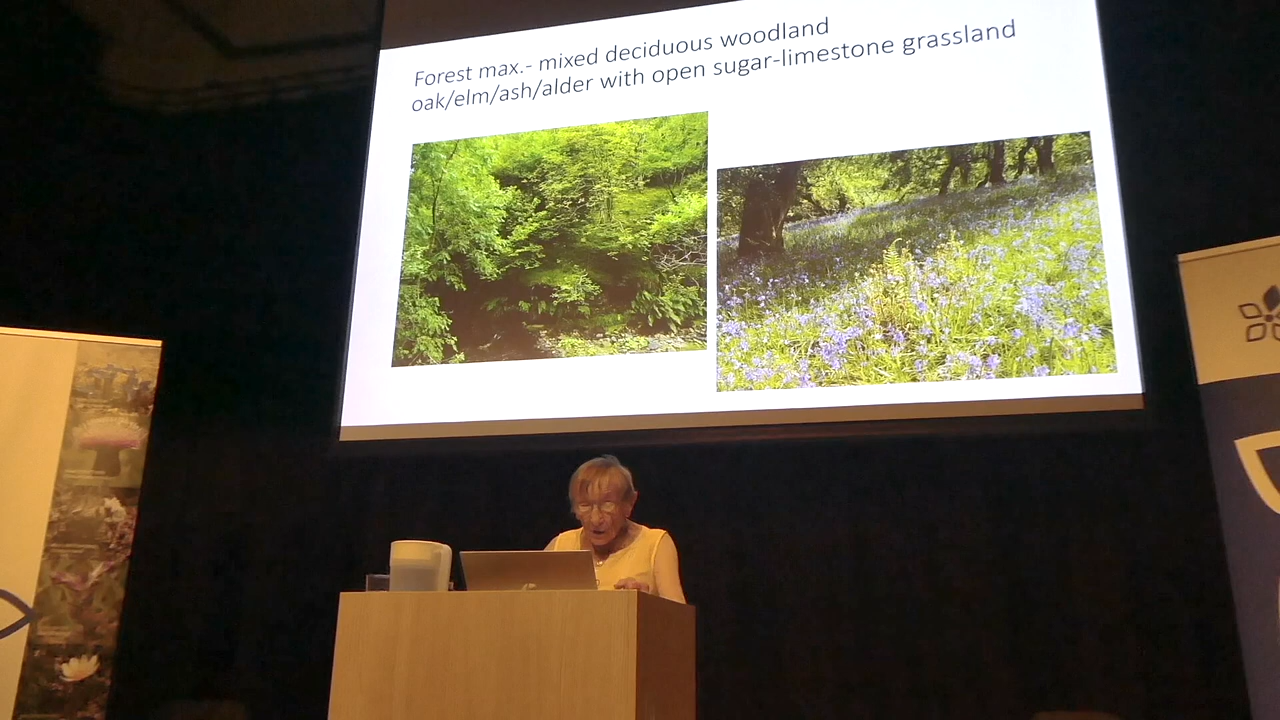 Forest max.- mixed deciduous woodland
oak/elm/ash/alder with open sugar-limestone grassland